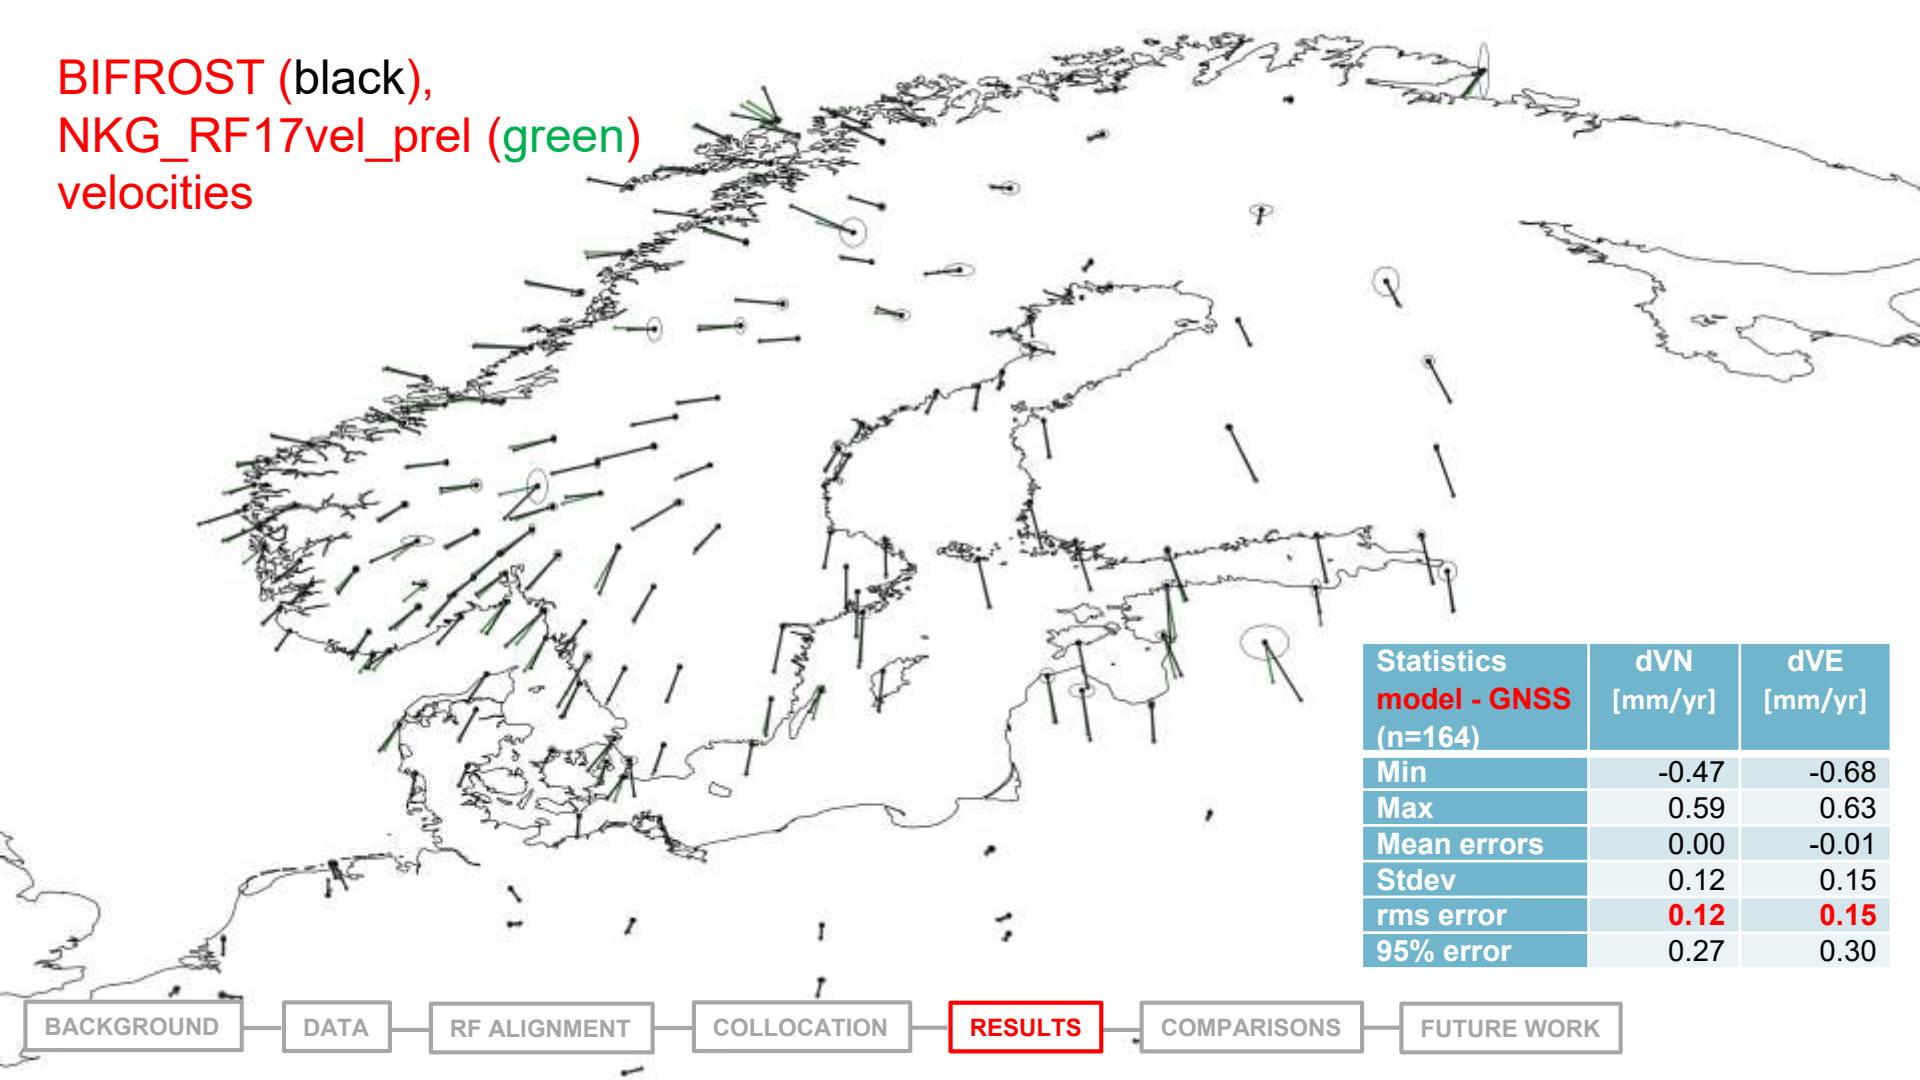 BIFROST (black),
NKG_RF17vel_prel (green)
velocities
Statistics dVN dVE
model - GNSS [mm/yr] [mm/yr]
(n=164)
Min -0.47 -0.68
Max 0.59 0.63
Mean errors 0.00 -0.01
Stdev 0.12 0.15
rms error 0.12 0.15
95% error 0.27 0.30
BACKGROUND DATA RF ALIGNMENT COLLOCATION RESULTS COMPARISONS FUTURE WORK